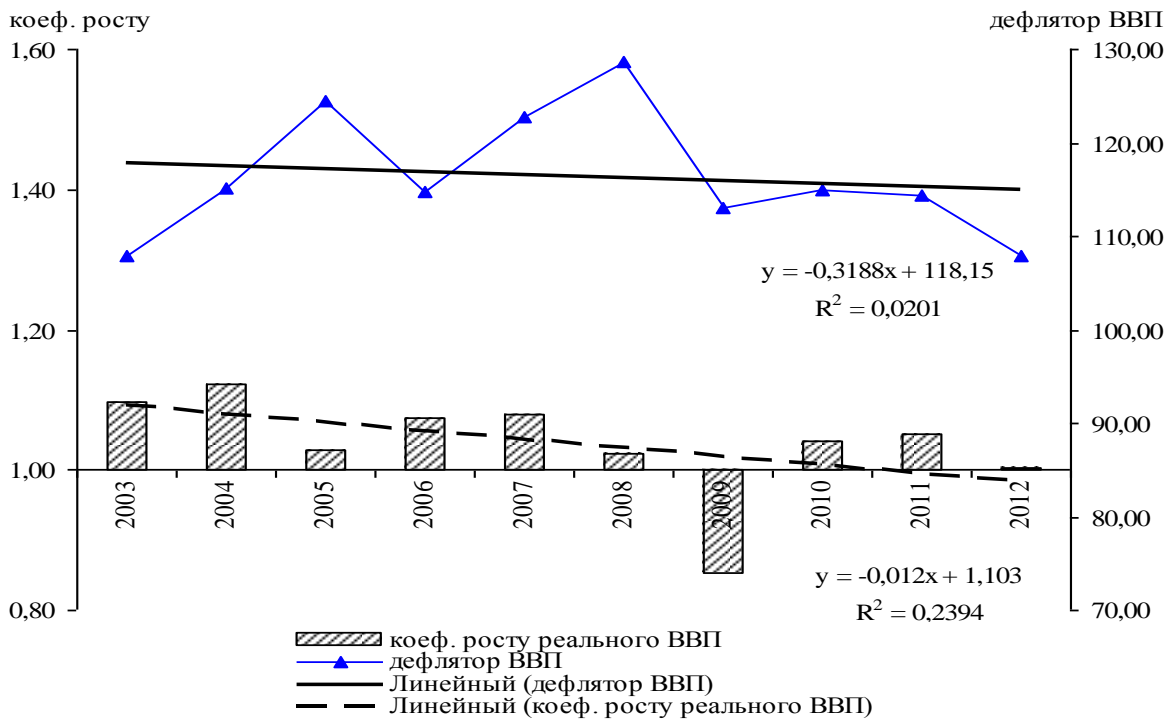 коеф. росту
дефлятор ВВП
1,60
130,00
120,00
1,40
110,00
y = -0,3188x + 118,15
R² = 0,0201
1,20
100,00
90,00
1,00
2003
2004
2005
2006
2007
2008
2009
2010
2011
2012
80,00
y = -0,012x + 1,103
R² = 0,2394
0,80
70,00
коеф. росту реального ВВП
дефлятор ВВП
Линейный (дефлятор ВВП)
Линейный (коеф. росту реального ВВП)